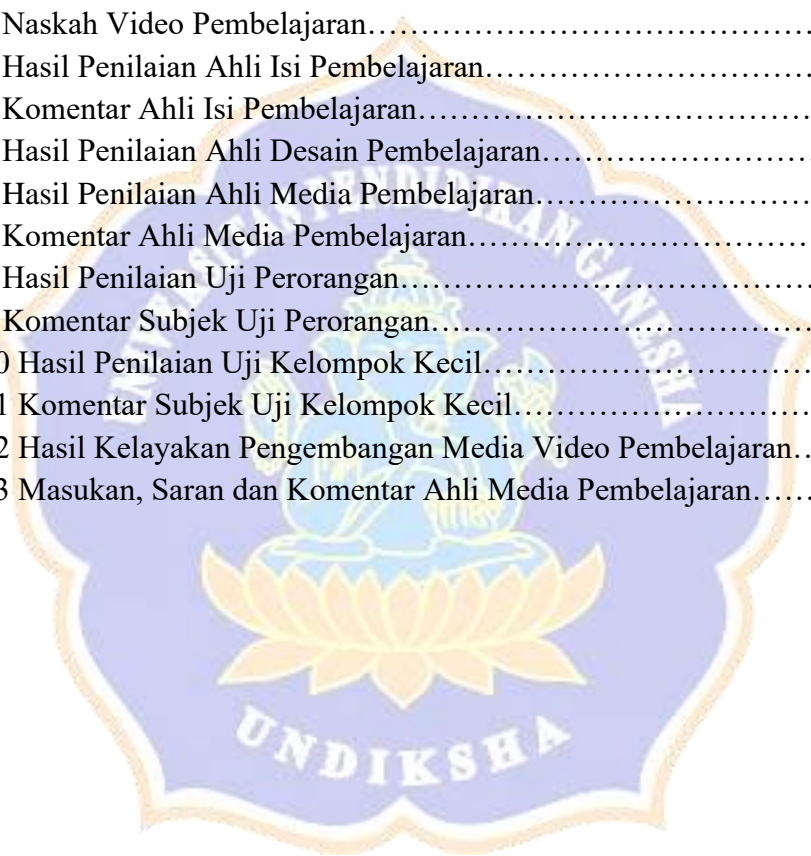 Naskah Video Pembelajaran……………………………………
Hasil Penilaian Ahli Isi Pembelajaran…………………………
Komentar Ahli Isi Pembelajaran………………………………
Hasil Penilaian Ahli Desain Pembelajaran……………………
Hasil Penilaian Ahli Media Pembelajaran……………………
Komentar Ahli Media Pembelajaran…………………………
Hasil Penilaian Uji Perorangan………………………………
Komentar Subjek Uji Perorangan……………………………
0 Hasil Penilaian Uji Kelompok Kecil………………………
1 Komentar Subjek Uji Kelompok Kecil……………………
2 Hasil Kelayakan Pengembangan Media Video Pembelajaran…
3 Masukan, Saran dan Komentar Ahli Media Pembelajaran……
UNIVERSITAS PENDIDIKAN GANESHA
UNDIKSHA